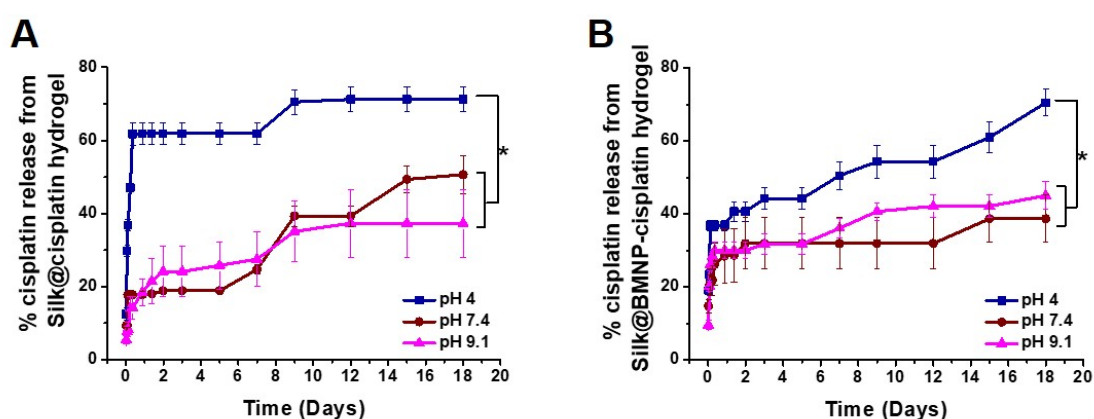 A
% cisplatin release from
Silk@cisplatin hydrogel
80
60
40
20
0
0 2 4 6 8 10 12 14 16 18 20
Time (Days)
pH 4
pH 7.4
pH 9.1
*
B
% cisplatin release from
Silk@BMNP-cisplatin hydrogel
80
60
40
20
0
0 2 4 6 8 10 12 14 16 18 20
Time (Days)
pH 4
pH 7.4
pH 9.1
*